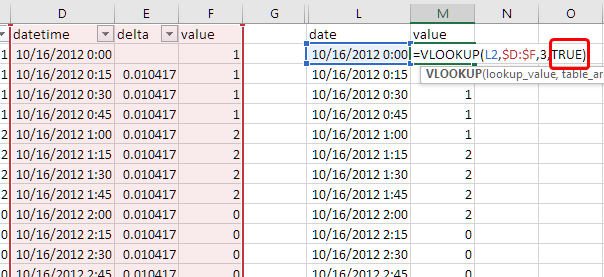 D E F G L M N O
datetime delta value date value
1 10/16/2012 0:00 1 10/16/2012 0:00 =VLOOKUP(L2,$D:$F,3,TRUE)
1 10/16/2012 0:15 0.010417 1 10/16/2012 0:15 VLOOKUP(lookup_value, table_ar
1 10/16/2012 0:30 0.010417 1 10/16/2012 0:30 1
1 10/16/2012 0:45 0.010417 1 10/16/2012 0:45 1
2 10/16/2012 1:00 0.010417 2 10/16/2012 1:00 1
2 10/16/2012 1:15 0.010417 2 10/16/2012 1:15 2
2 10/16/2012 1:30 0.010417 2 10/16/2012 1:30 2
2 10/16/2012 1:45 0.010417 2 10/16/2012 1:45 2
0 10/16/2012 2:00 0.010417 0 10/16/2012 2:00 2
0 10/16/2012 2:15 0.010417 0 10/16/2012 2:15 0
0 10/16/2012 2:30 0.010417 0 10/16/2012 2:30 0
0 10/16/2012 2:45 0.010417 0 10/16/2012 2:45 0